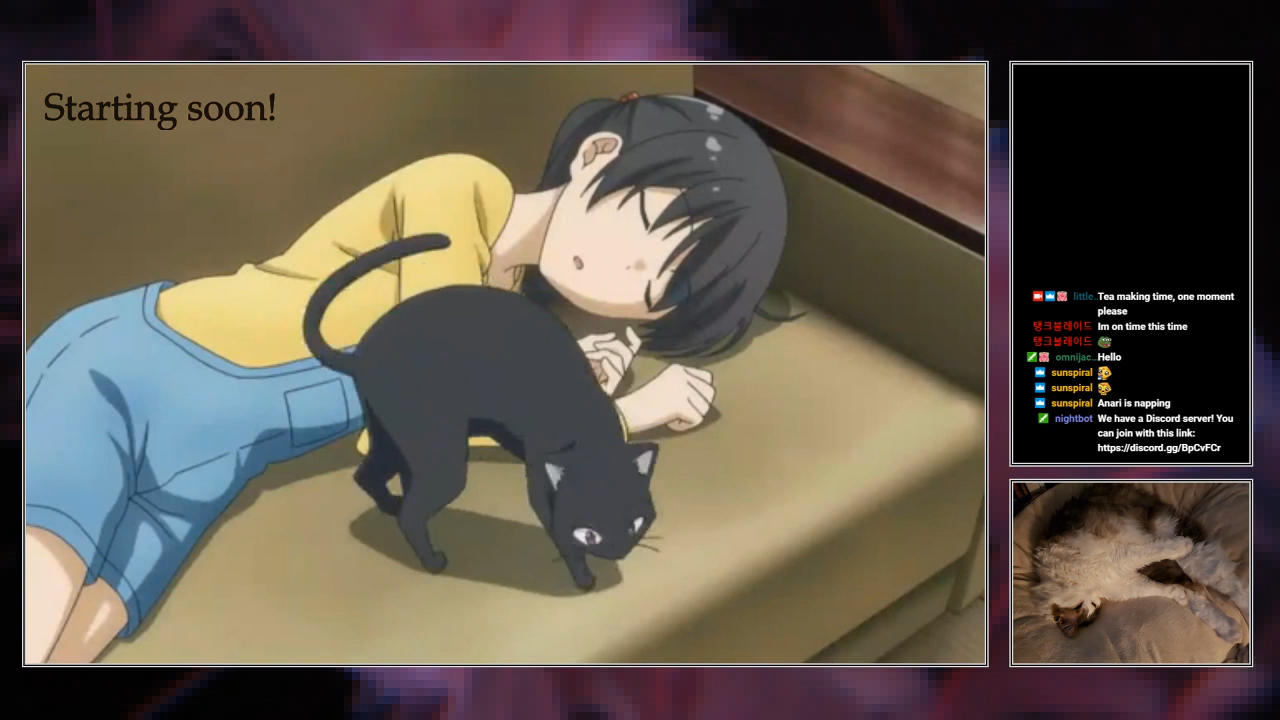 Starting soon!
little... Tea making time, one moment
please
탱크블레이드 Im on time this time
탱크블레이드
omnijac... Hello
sunspiral
sunspiral
sunspiral Anari is napping
nightbot We have a Discord server! You
can join with this link:
https://discord.gg/BpCvFCr